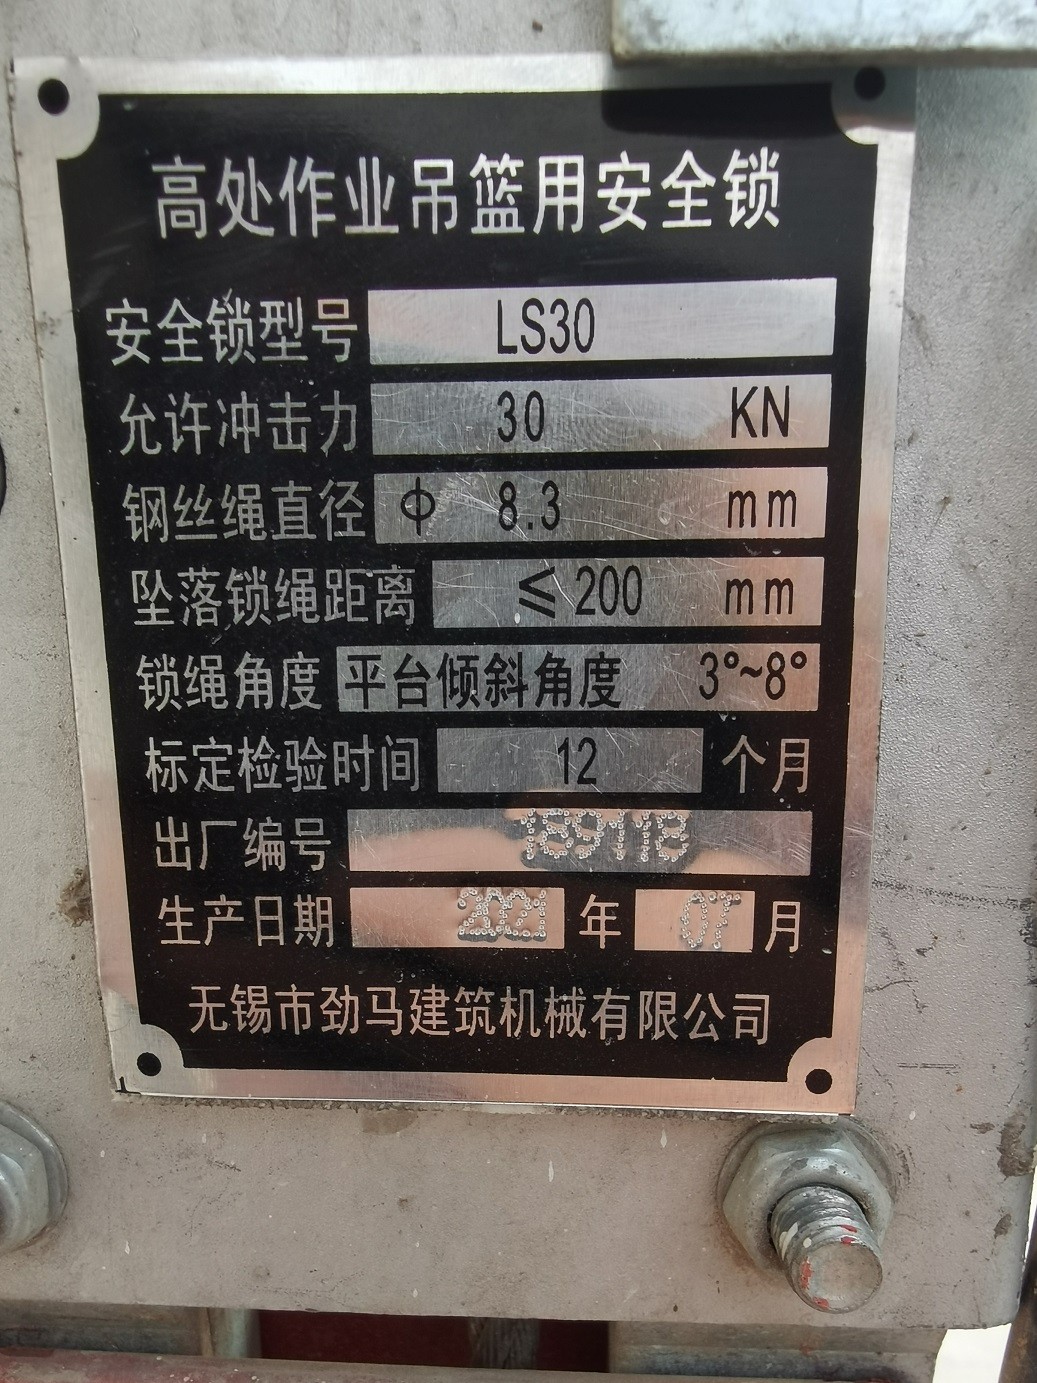 高处作业吊篮用安全锁
安全锁型号 LS30
允许冲击力 30 KN
钢丝绳直径 ф 8.3 mm
坠落锁绳距离 ≤200 mm
锁绳角度 平台倾斜角度 3°~8°
标定检验时间 12 个月
出厂编号 189118
生产日期 2021 年 07 月
无锡市劲马建筑机械有限公司